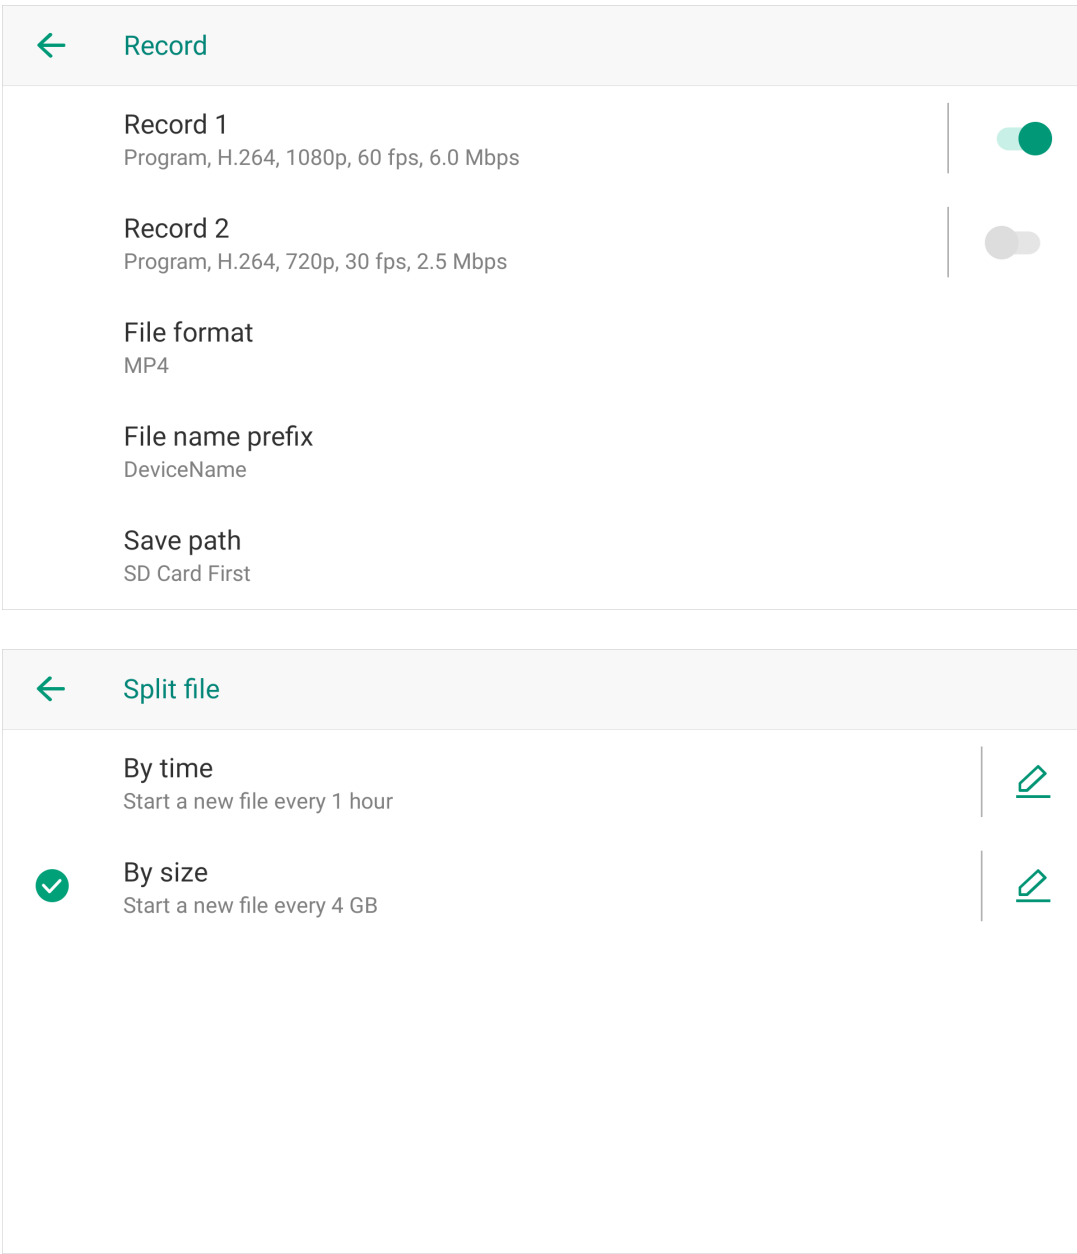 Record
Record 1
Program, H.264, 1080p, 60 fps, 6.0 Mbps
Record 2
Program, H.264, 720p, 30 fps, 2.5 Mbps
File format
MP4
File name prefix
DeviceName
Save path
SD Card First
Split file
By time
Start a new file every 1 hour
By size
Start a new file every 4 GB